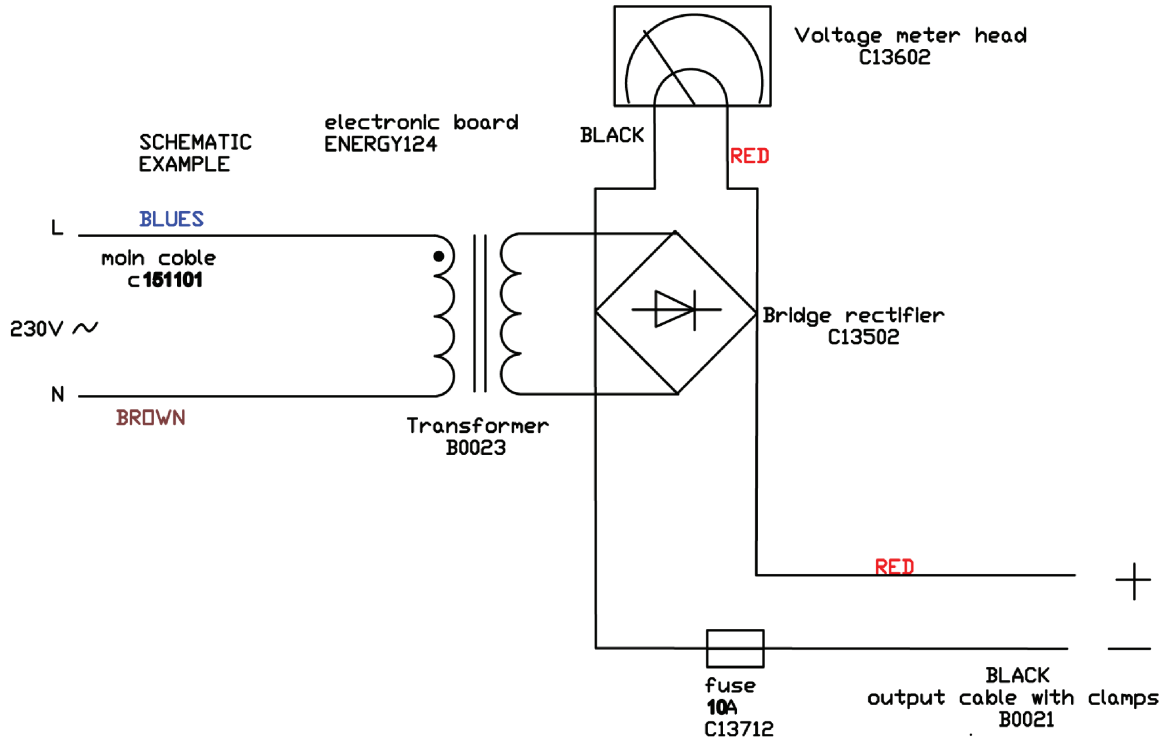 Voltage meter head
C13602
electronic board
ENERGY124
SCHEMATIC
EXAMPLE
BLACK
RED
L
BLUES
moin coble
c151101
230V ~
Bridge rectifier
C13502
N
BROWN
Transformer
B0023
RED
+
−
fuse
10A
C13712
BLACK
output cable with clamps
B0021